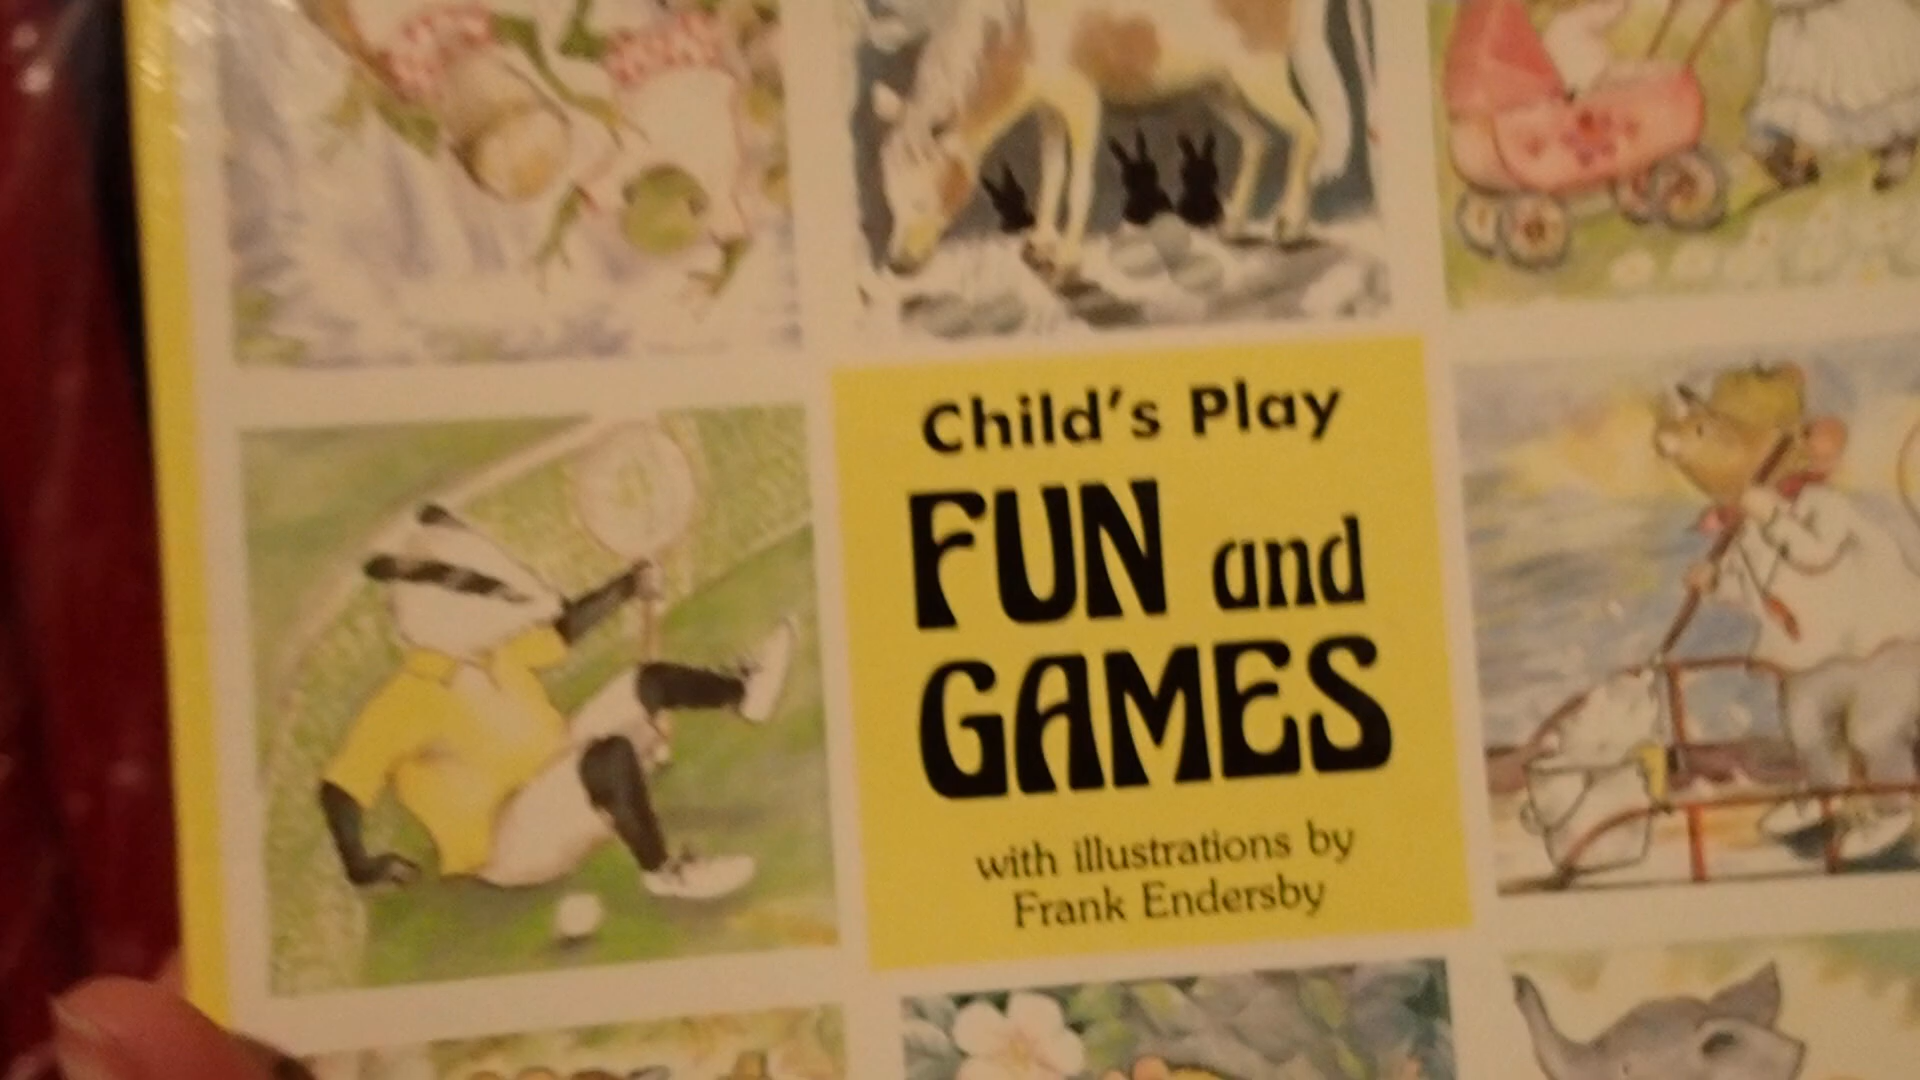 Child's Play
FUN and
GAMES
with illustrations by
Frank Endersby